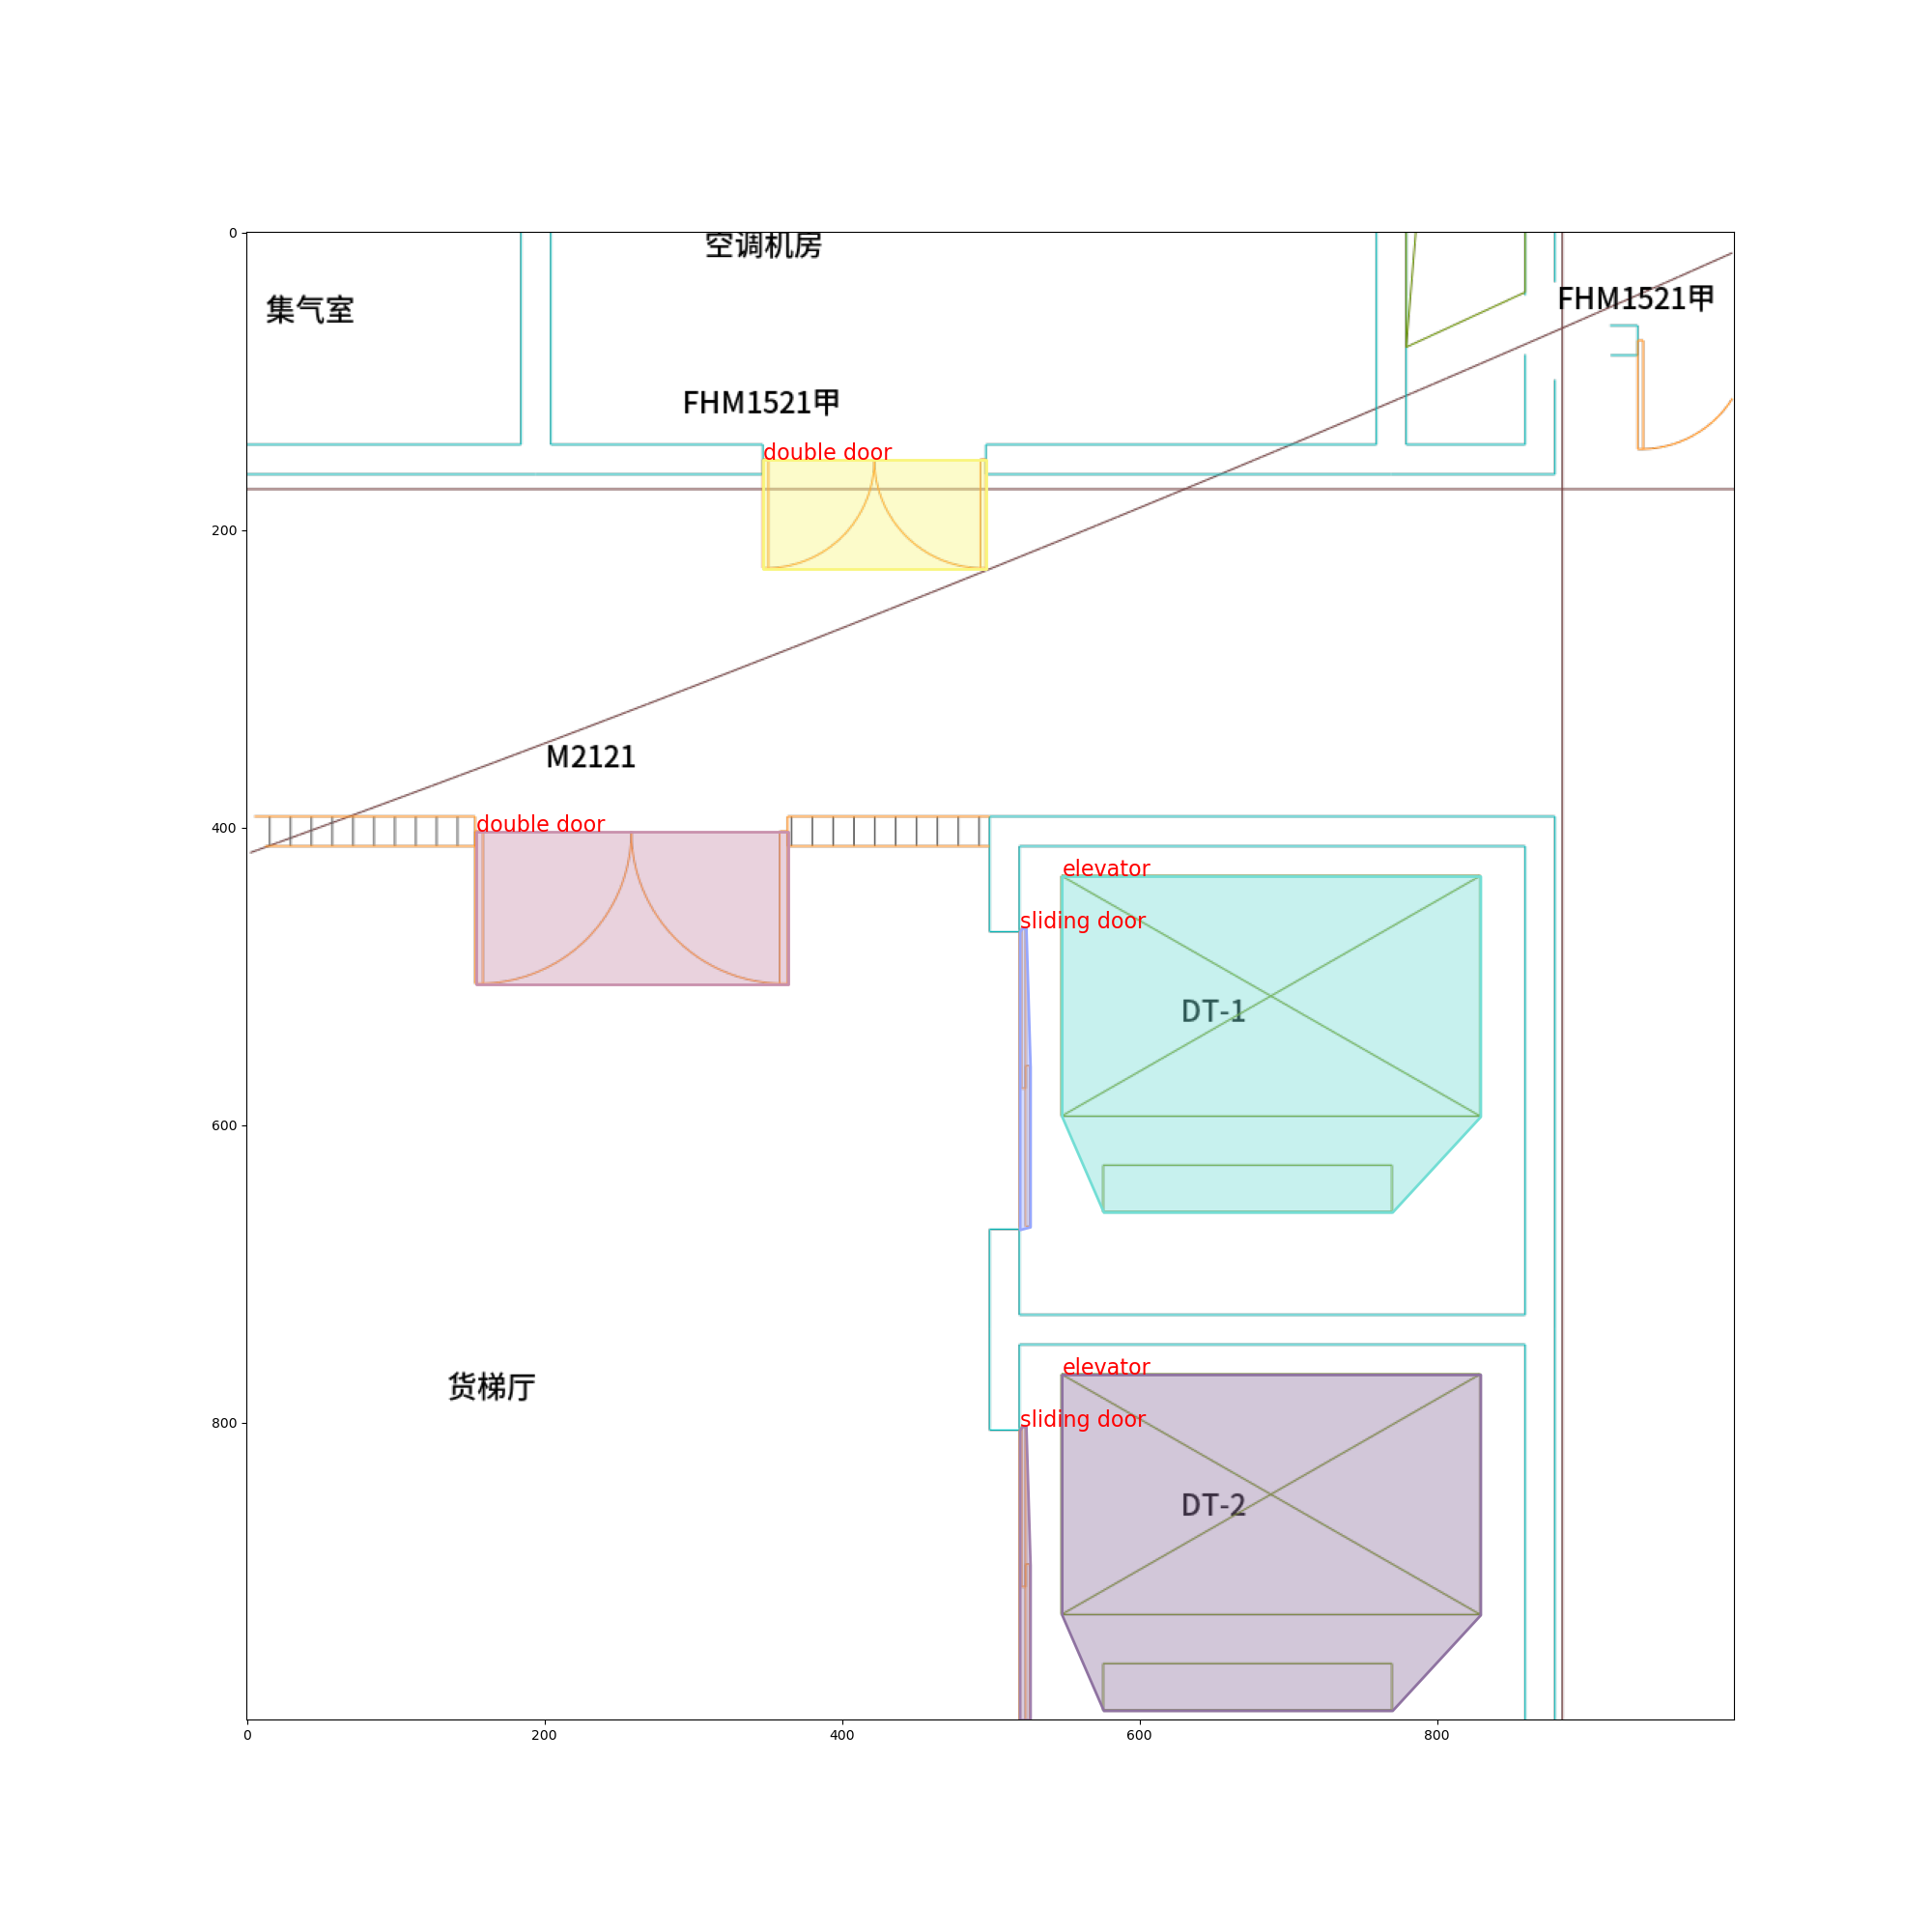 空调机房
集气室
FHM1521甲
FHM1521甲
double door
M2121
double door
elevator
sliding door
DT-1
elevator
货梯厅
sliding door
DT-2
0
200
400
600
800
0
200
400
600
800